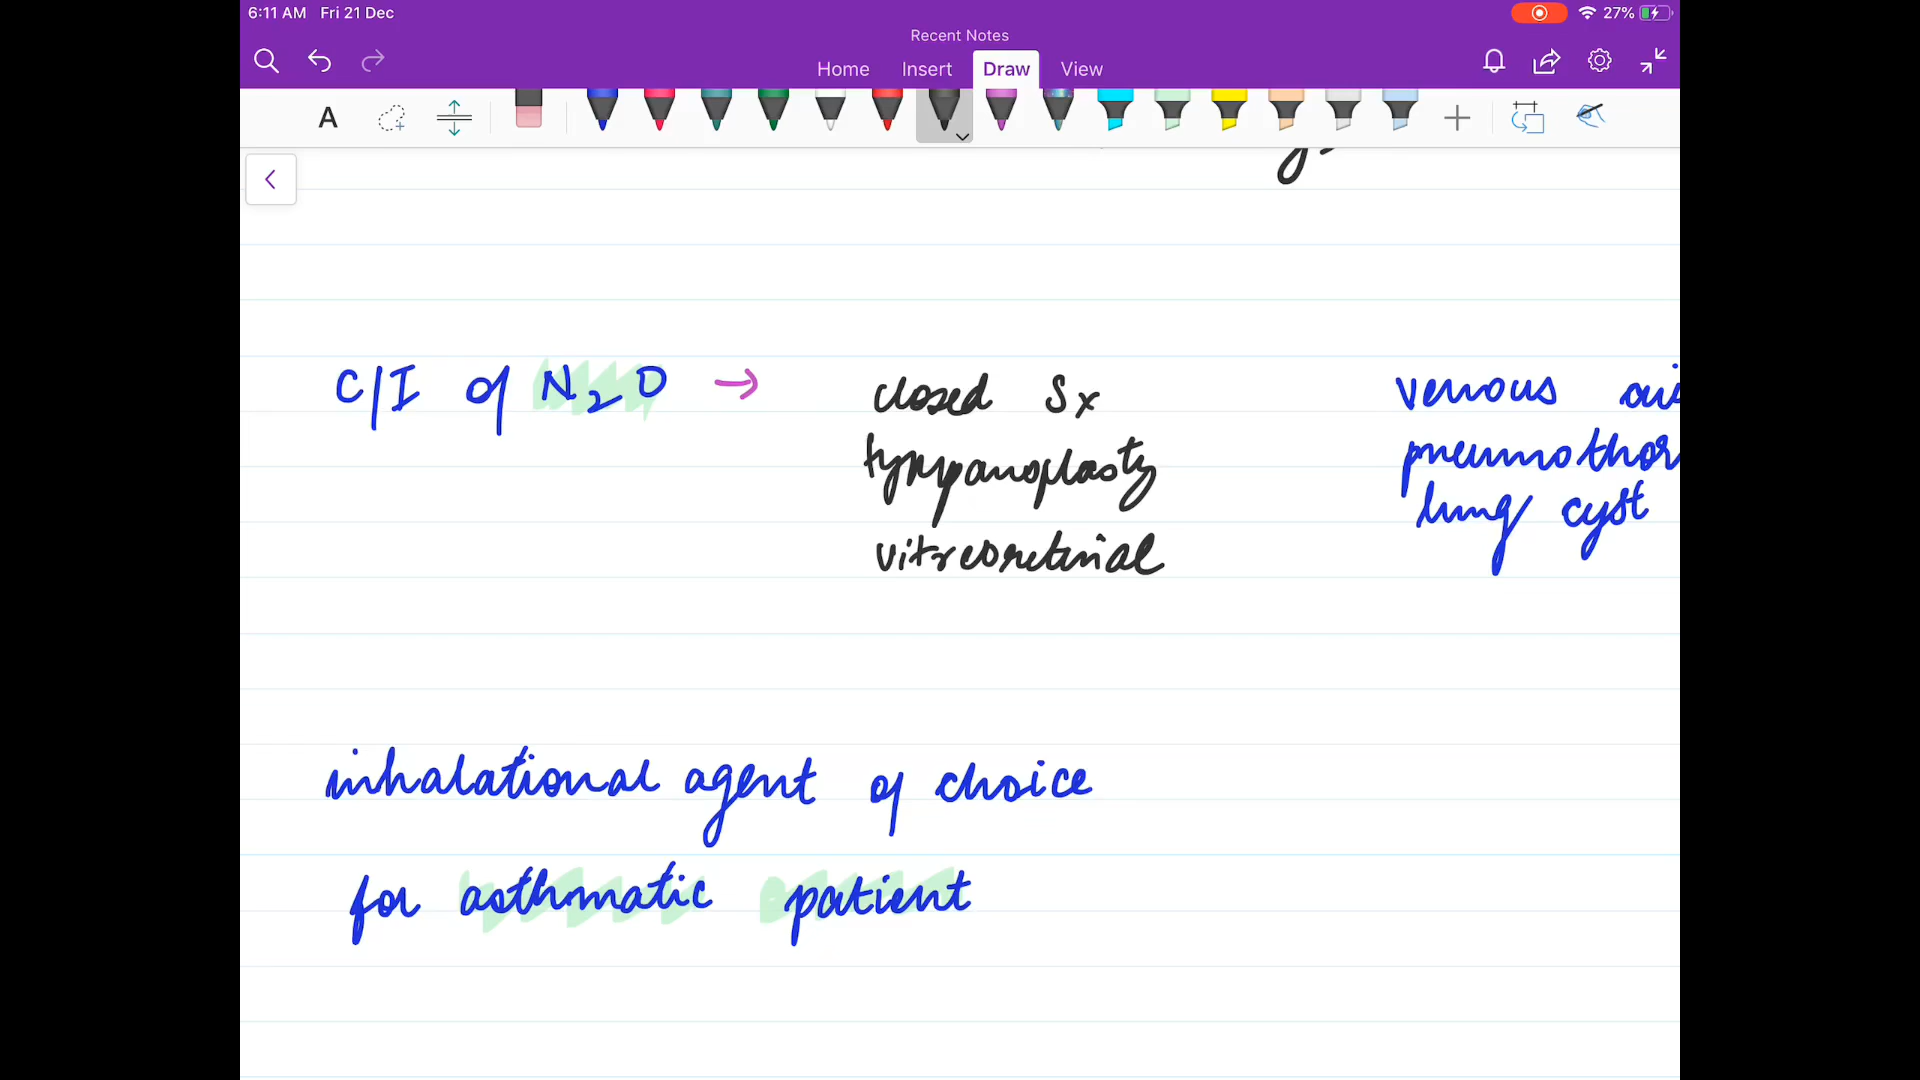 6:11 AM Fri 21 Dec
27%
Recent Notes
Home Insert Draw View
A
C/I of N2O → closed Sx venous
tympanoplasty pneumothor
vitreoretinal lung cyst
inhalational agent of choice
for asthmatic patient